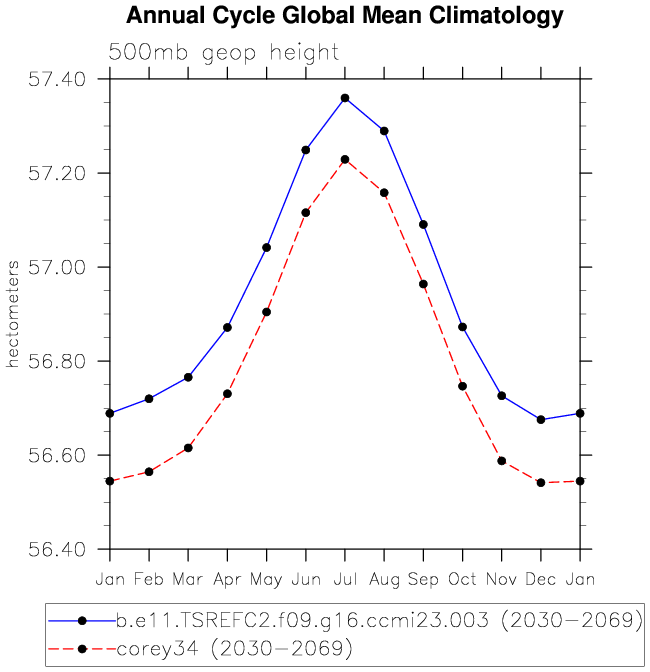 Annual Cycle Global Mean Climatology
500mb geop height
57.40
57.20
57.00
56.80
56.60
56.40
hectometers
Jan Feb Mar Apr May Jun Jul Aug Sep Oct Nov Dec Jan
b.e11.TSREFC2.f09.g16.ccmi23.003 (2030-2069)
corey34 (2030-2069)